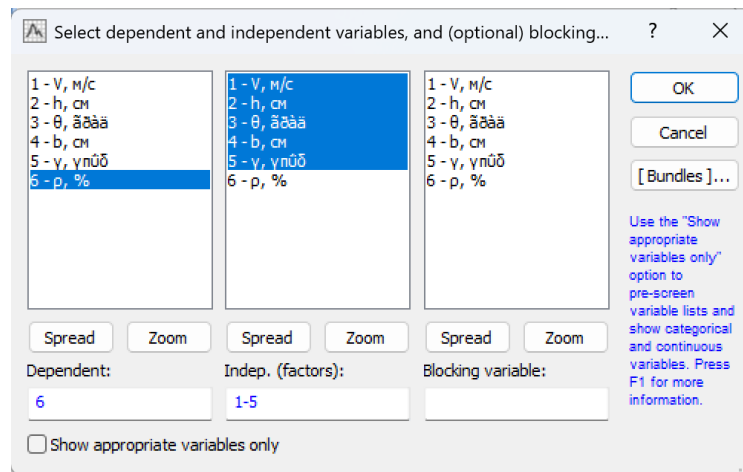 Select dependent and independent variables, and (optional) blocking...
?
1 - V, м/с
2 - h, см
3 - θ, ãðàä
4 - b, см
5 - γ, γпûð
6 - ρ, %
1 - V, м/с
2 - h, см
3 - θ, ãðàä
4 - b, см
5 - γ, γпûð
6 - ρ, %
1 - V, м/с
2 - h, см
3 - θ, ãðàä
4 - b, см
5 - γ, γпûð
6 - ρ, %
OK
Cancel
[ Bundles ]...
Use the "Show
appropriate
variables only"
option to
pre-screen
variable lists and
show categorical
and continuous
variables. Press
F1 for more
information.
Spread
Zoom
Spread
Zoom
Spread
Zoom
Dependent:
Indep. (factors):
Blocking variable:
6
1-5
Show appropriate variables only